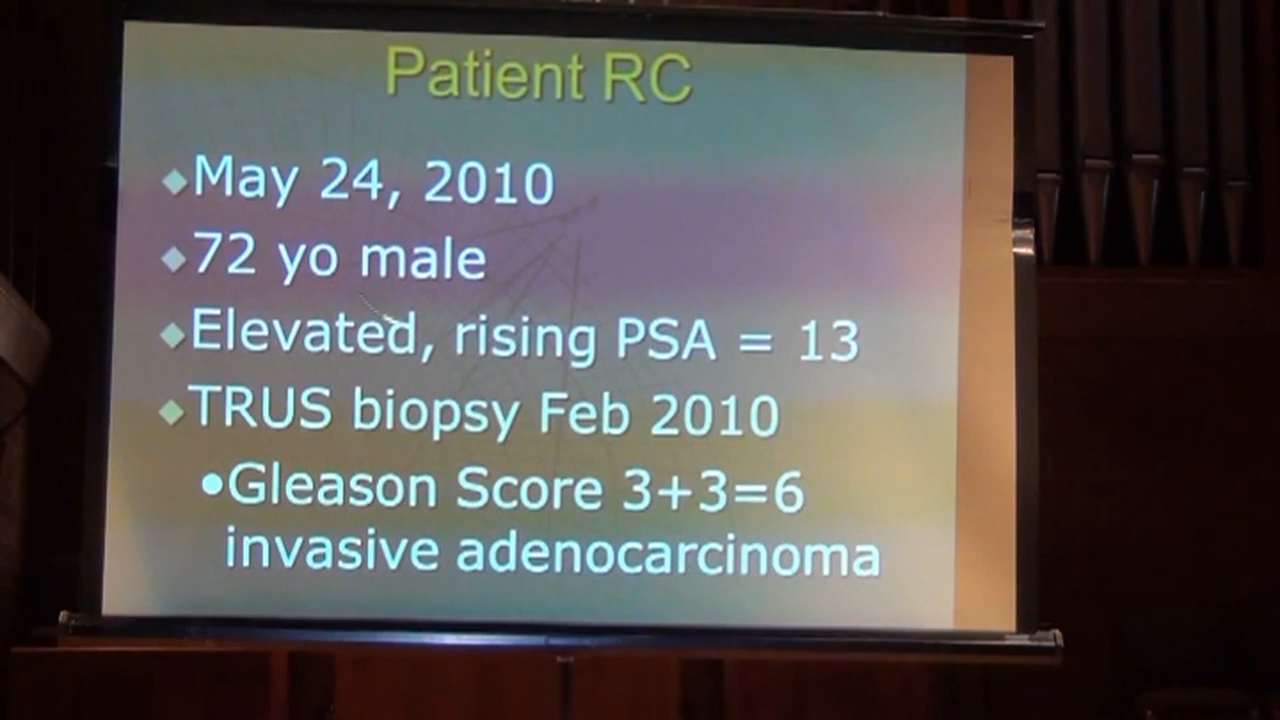 Patient RC
May 24, 2010
72 yo male
Elevated, rising PSA = 13
TRUS biopsy Feb 2010
Gleason Score 3+3=6
invasive adenocarcinoma